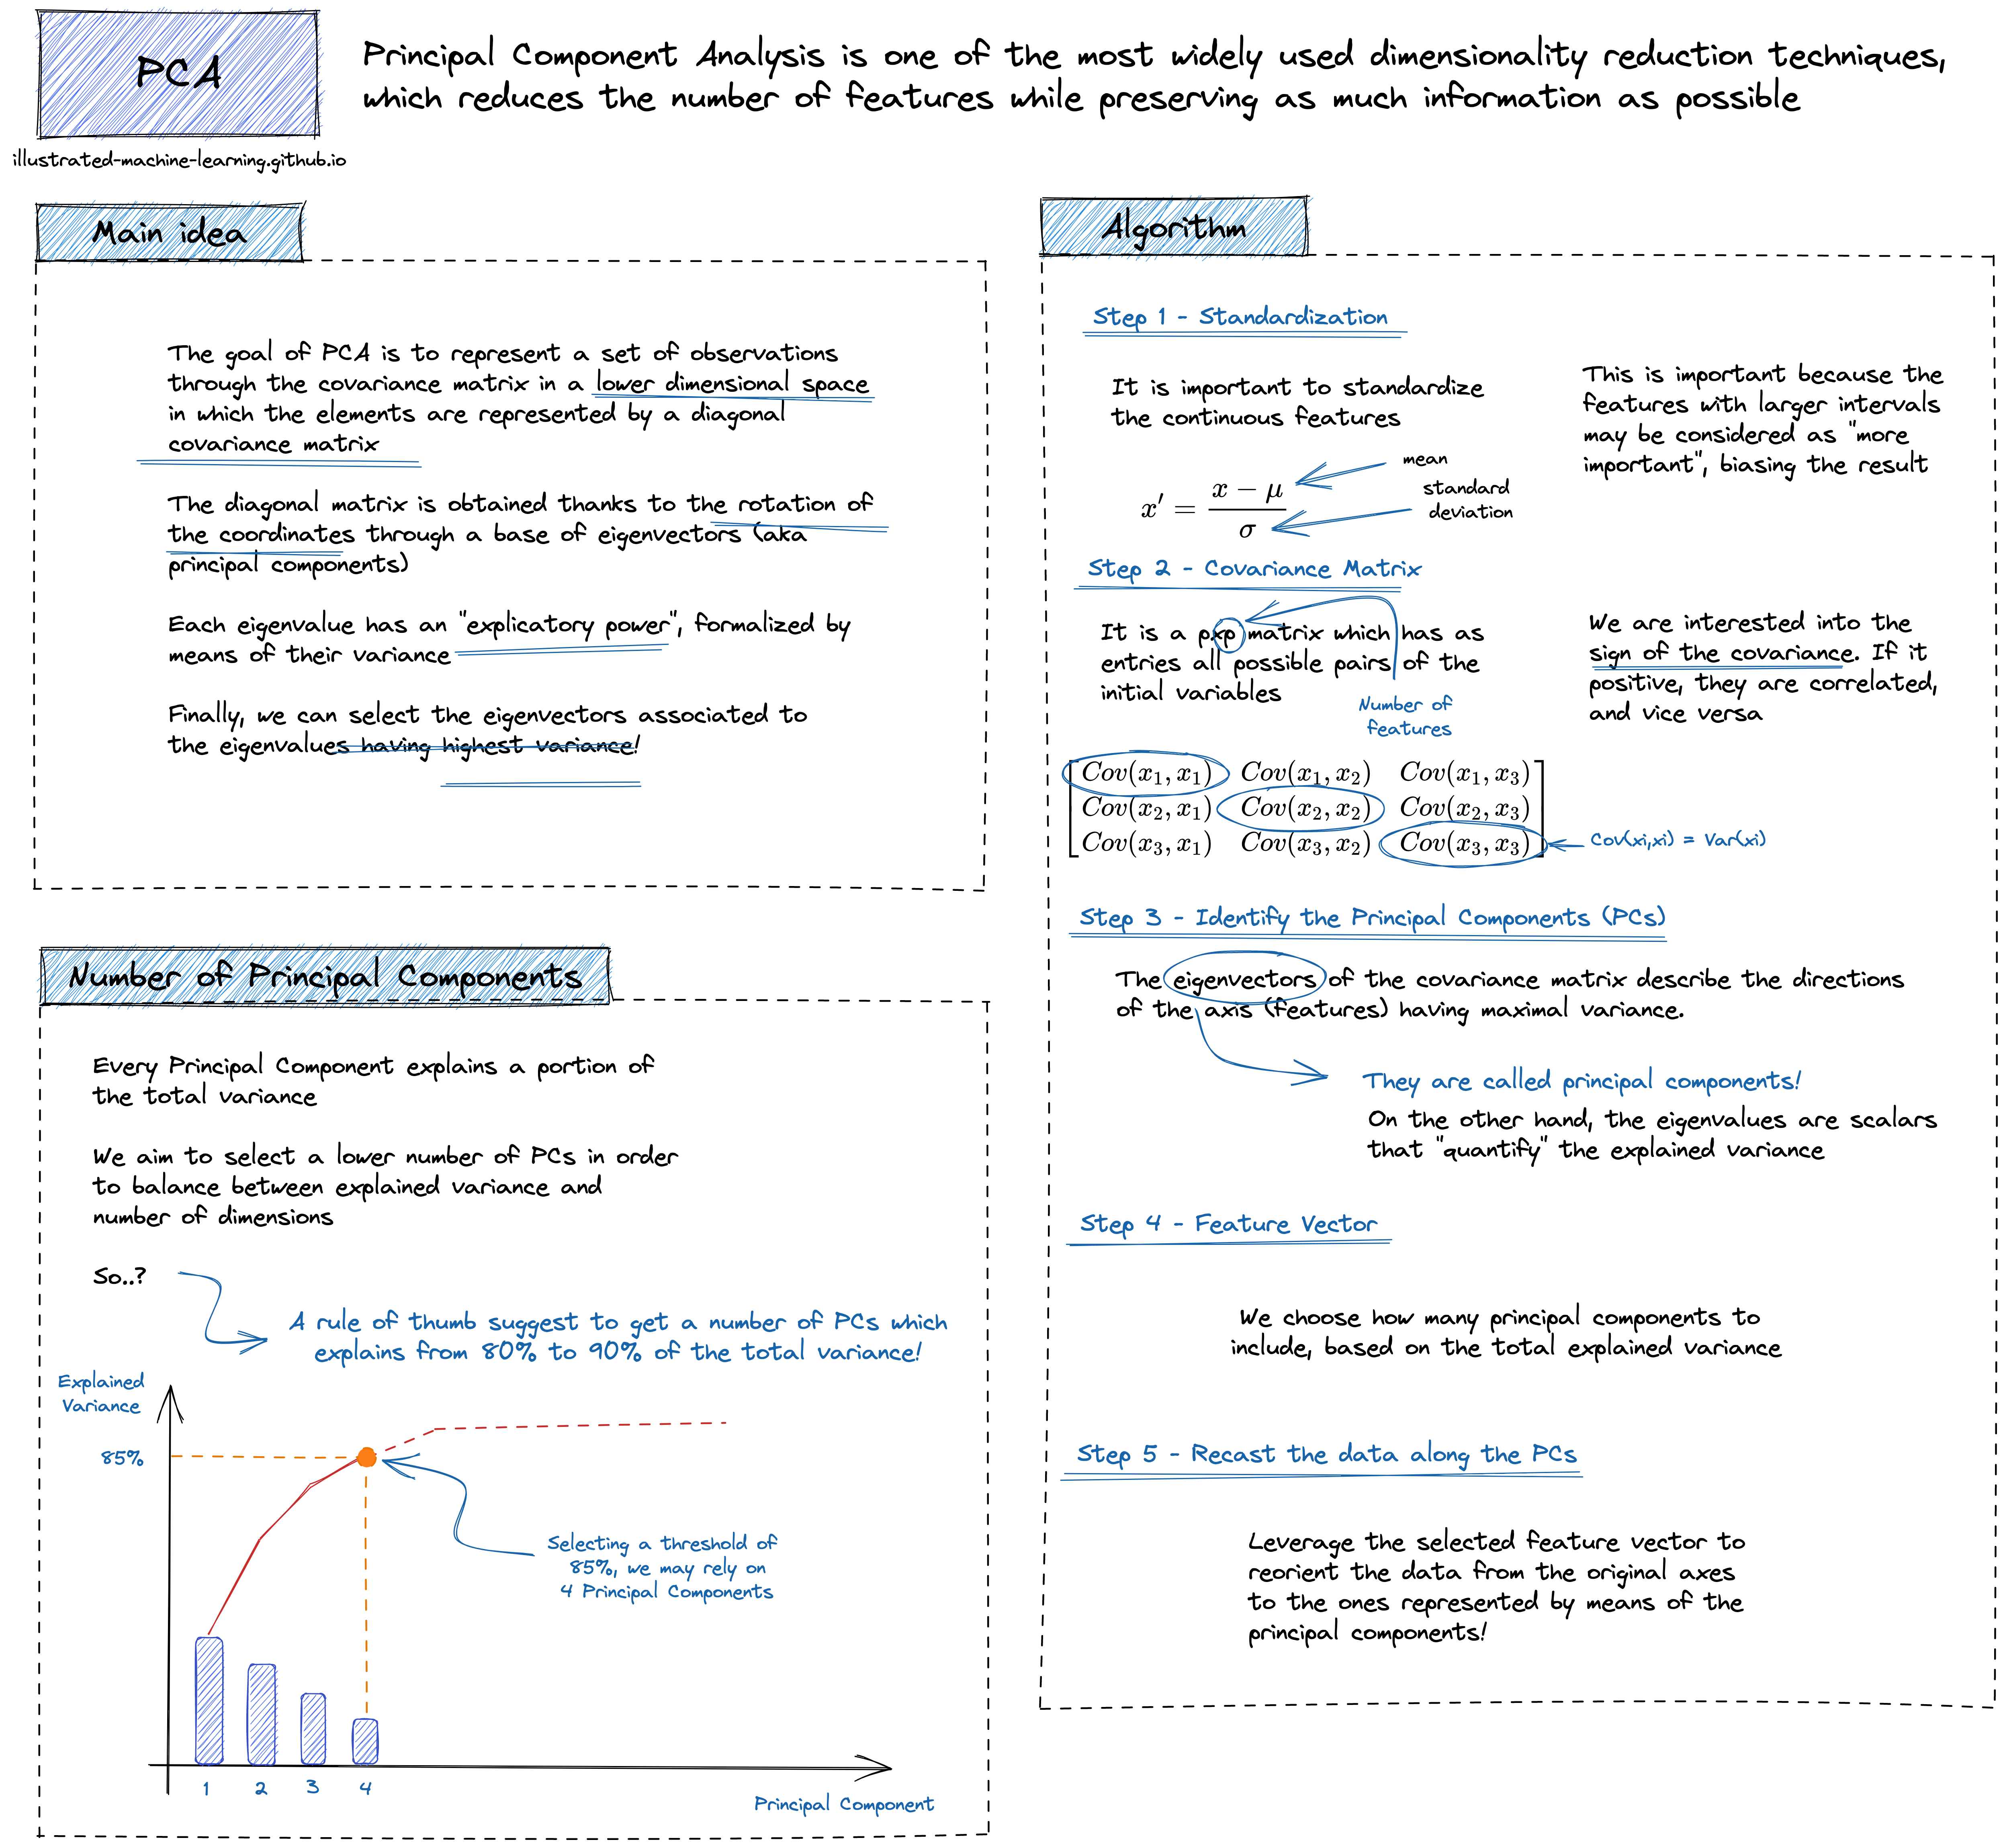 PCA
Principal Component Analysis is one of the most widely used dimensionality reduction techniques,
which reduces the number of features while preserving as much information as possible
illustrated-machine-learning.github.io
Main idea
The goal of PCA is to represent a set of observations
through the covariance matrix in a lower dimensional space
in which the elements are represented by a diagonal
covariance matrix
The diagonal matrix is obtained thanks to the rotation of
the coordinates through a base of eigenvectors (aka
principal components)
Each eigenvalue has an "explicatory power", formalized by
means of their variance
Finally, we can select the eigenvectors associated to
the eigenvalues having highest variance!
Number of Principal Components
Every Principal Component explains a portion of
the total variance
We aim to select a lower number of PCs in order
to balance between explained variance and
number of dimensions
So..?
A rule of thumb suggest to get a number of PCs which
explains from 80% to 90% of the total variance!
Explained
Variance
85%
Selecting a threshold of
85%, we may rely on
4 Principal Components
1 2 3 4
Principal Component
Algorithm
Step 1 - Standardization
It is important to standardize
the continuous features
This is important because the
features with larger intervals
may be considered as "more
important", biasing the result
x′ = (x − μ) / σ
mean
standard
deviation
Step 2 - Covariance Matrix
It is a pxp matrix which has as
entries all possible pairs of the
initial variables
Number of
features
We are interested into the
sign of the covariance. If it
positive, they are correlated,
and vice versa
Cov(x₁, x₁) Cov(x₁, x₂) Cov(x₁, x₃)
Cov(x₂, x₁) Cov(x₂, x₂) Cov(x₂, x₃)
Cov(x₃, x₁) Cov(x₃, x₂) Cov(x₃, x₃)
Cov(xi,xi) = Var(xi)
Step 3 - Identify the Principal Components (PCs)
The eigenvectors of the covariance matrix describe the directions
of the axis (features) having maximal variance.
They are called principal components!
On the other hand, the eigenvalues are scalars
that "quantify" the explained variance
Step 4 - Feature Vector
We choose how many principal components to
include, based on the total explained variance
Step 5 - Recast the data along the PCs
Leverage the selected feature vector to
reorient the data from the original axes
to the ones represented by means of the
principal components!